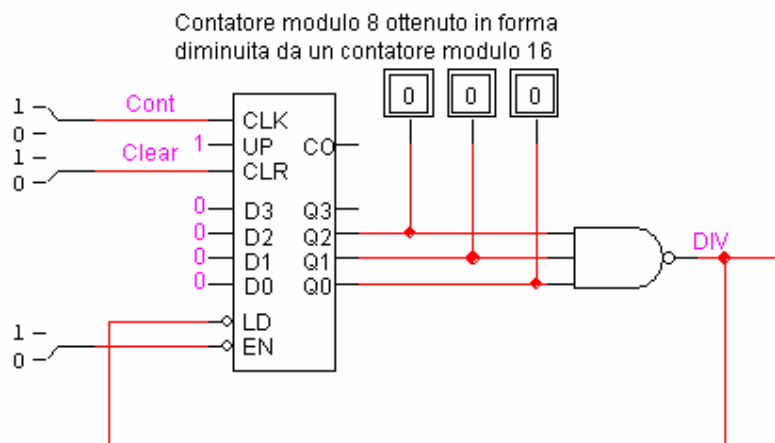 Contatore modulo 8 ottenuto in forma
diminuita da un contatore modulo 16
0 0 0
1 Cont
0
CLK
1 UP CO
1 Clear
0
CLR
0 D3 Q3
0 D2 Q2
0 D1 Q1
0 D0 Q0
DIV
LD
1
0
EN